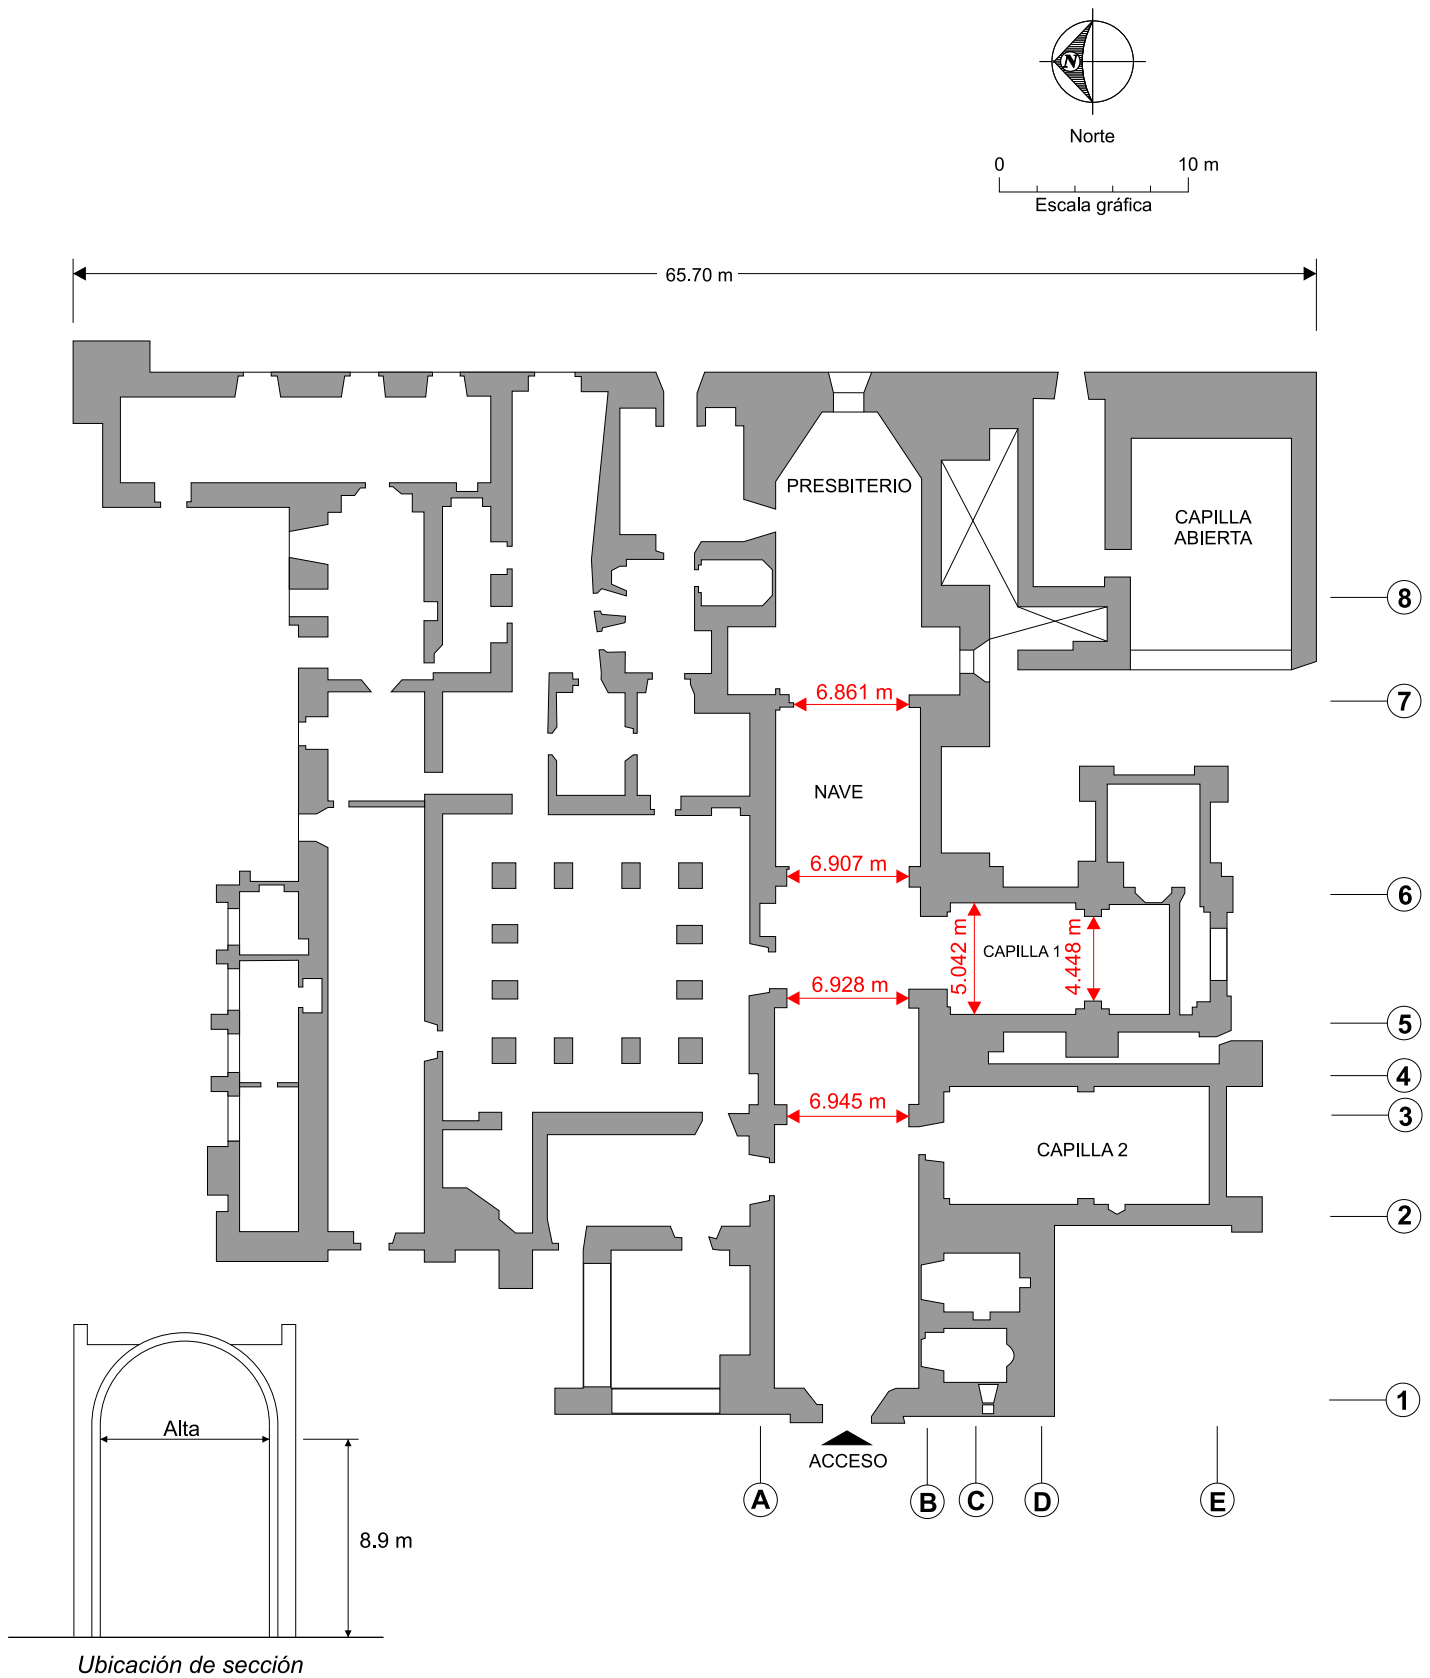 N
Norte
0 10 m
Escala gráfica
65.70 m
PRESBITERIO
CAPILLA
ABIERTA
8
6.861 m
7
NAVE
6.907 m
6
5.042 m
CAPILLA 1
4.448 m
6.928 m
5
4
6.945 m
3
CAPILLA 2
2
1
ACCESO
A B C D E
Alta
8.9 m
Ubicación de sección